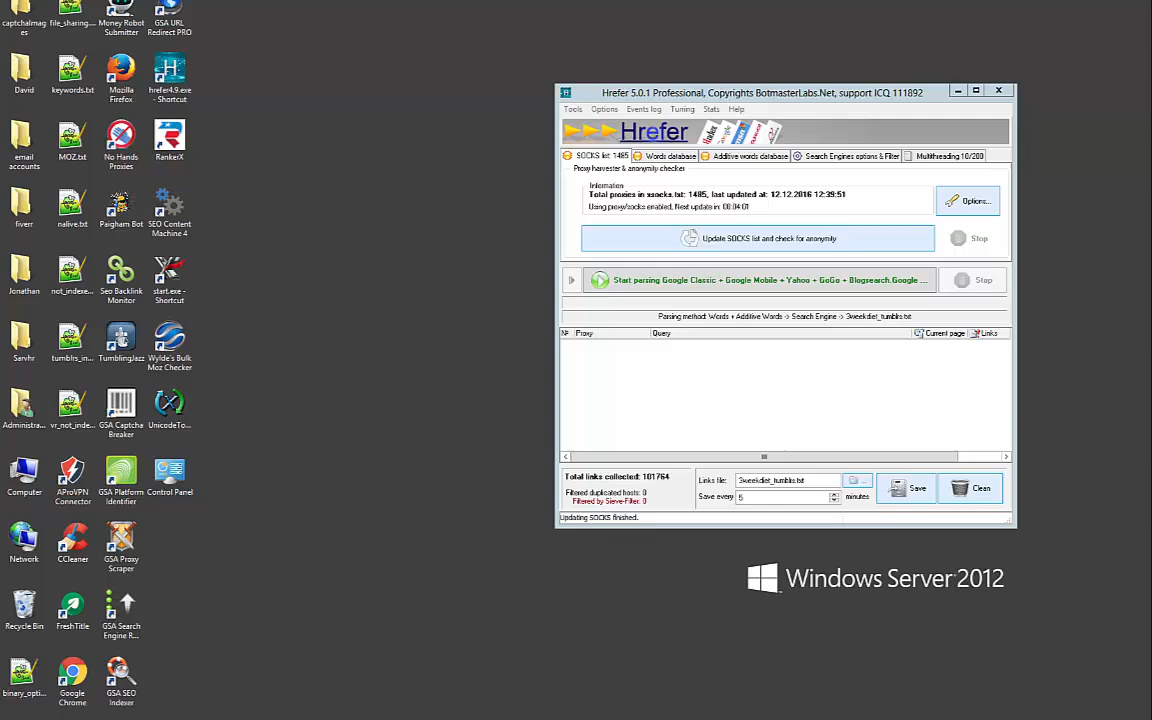 captchaImages
file_sharing....
Money Robot Submitter
GSA URL Redirect PRO
David
keywords.txt
Mozilla Firefox
hrefer4.9.exe - Shortcut
email accounts
MOZ.txt
No Hands Proxies
RankerX
fiverr
nalive.txt
Paigham Bot
SEO Content Machine 4
Jonathan
not_indexe...
Seo Backlink Monitor
start.exe - Shortcut
Sarvhr
tumblrs_in...
TumblingJazz
Wylde's Bulk Moz Checker
Administra...
vr_not_index...
GSA Captcha Breaker
UnicodeTo...
Computer
AProVPN Connector
GSA Platform Identifier
Control Panel
Network
CCleaner
GSA Proxy Scraper
Recycle Bin
FreshTitle
GSA Search Engine R...
binary_opti...
Google Chrome
GSA SEO Indexer
Hrefer 5.0.1 Professional, Copyrights BotmasterLabs.Net, support ICQ 111892
Tools Options Events log Tuning Stats Help
Hrefer
SOCKS list 1485 Words database Additive words database Search Engines options & Filter Multithreading 10/200
Proxy harvester & anonymity checker
Information
Total proxies in xsocks.txt: 1485, last updated at: 12.12.2016 12:39:51
Using proxy/socks enabled, Next update in: 00:04:01
Options...
Update SOCKS list and check for anonymity
Stop
Start parsing Google Classic + Google Mobile + Yahoo + GoGo + Blogsearch.Google ...
Stop
Parsing method: Words + Additive Words -> Search Engine -> 3weekdiet_tumblrs.txt
Nº Proxy Query Current page Links
Total links collected: 101764
Filtered duplicated hosts: 0
Filtered by Sieve-Filter: 0
Links file: 3weekdiet_tumblrs.txt ...
Save every 5 minutes
Save
Clean
Updating SOCKS finished.
Windows Server 2012